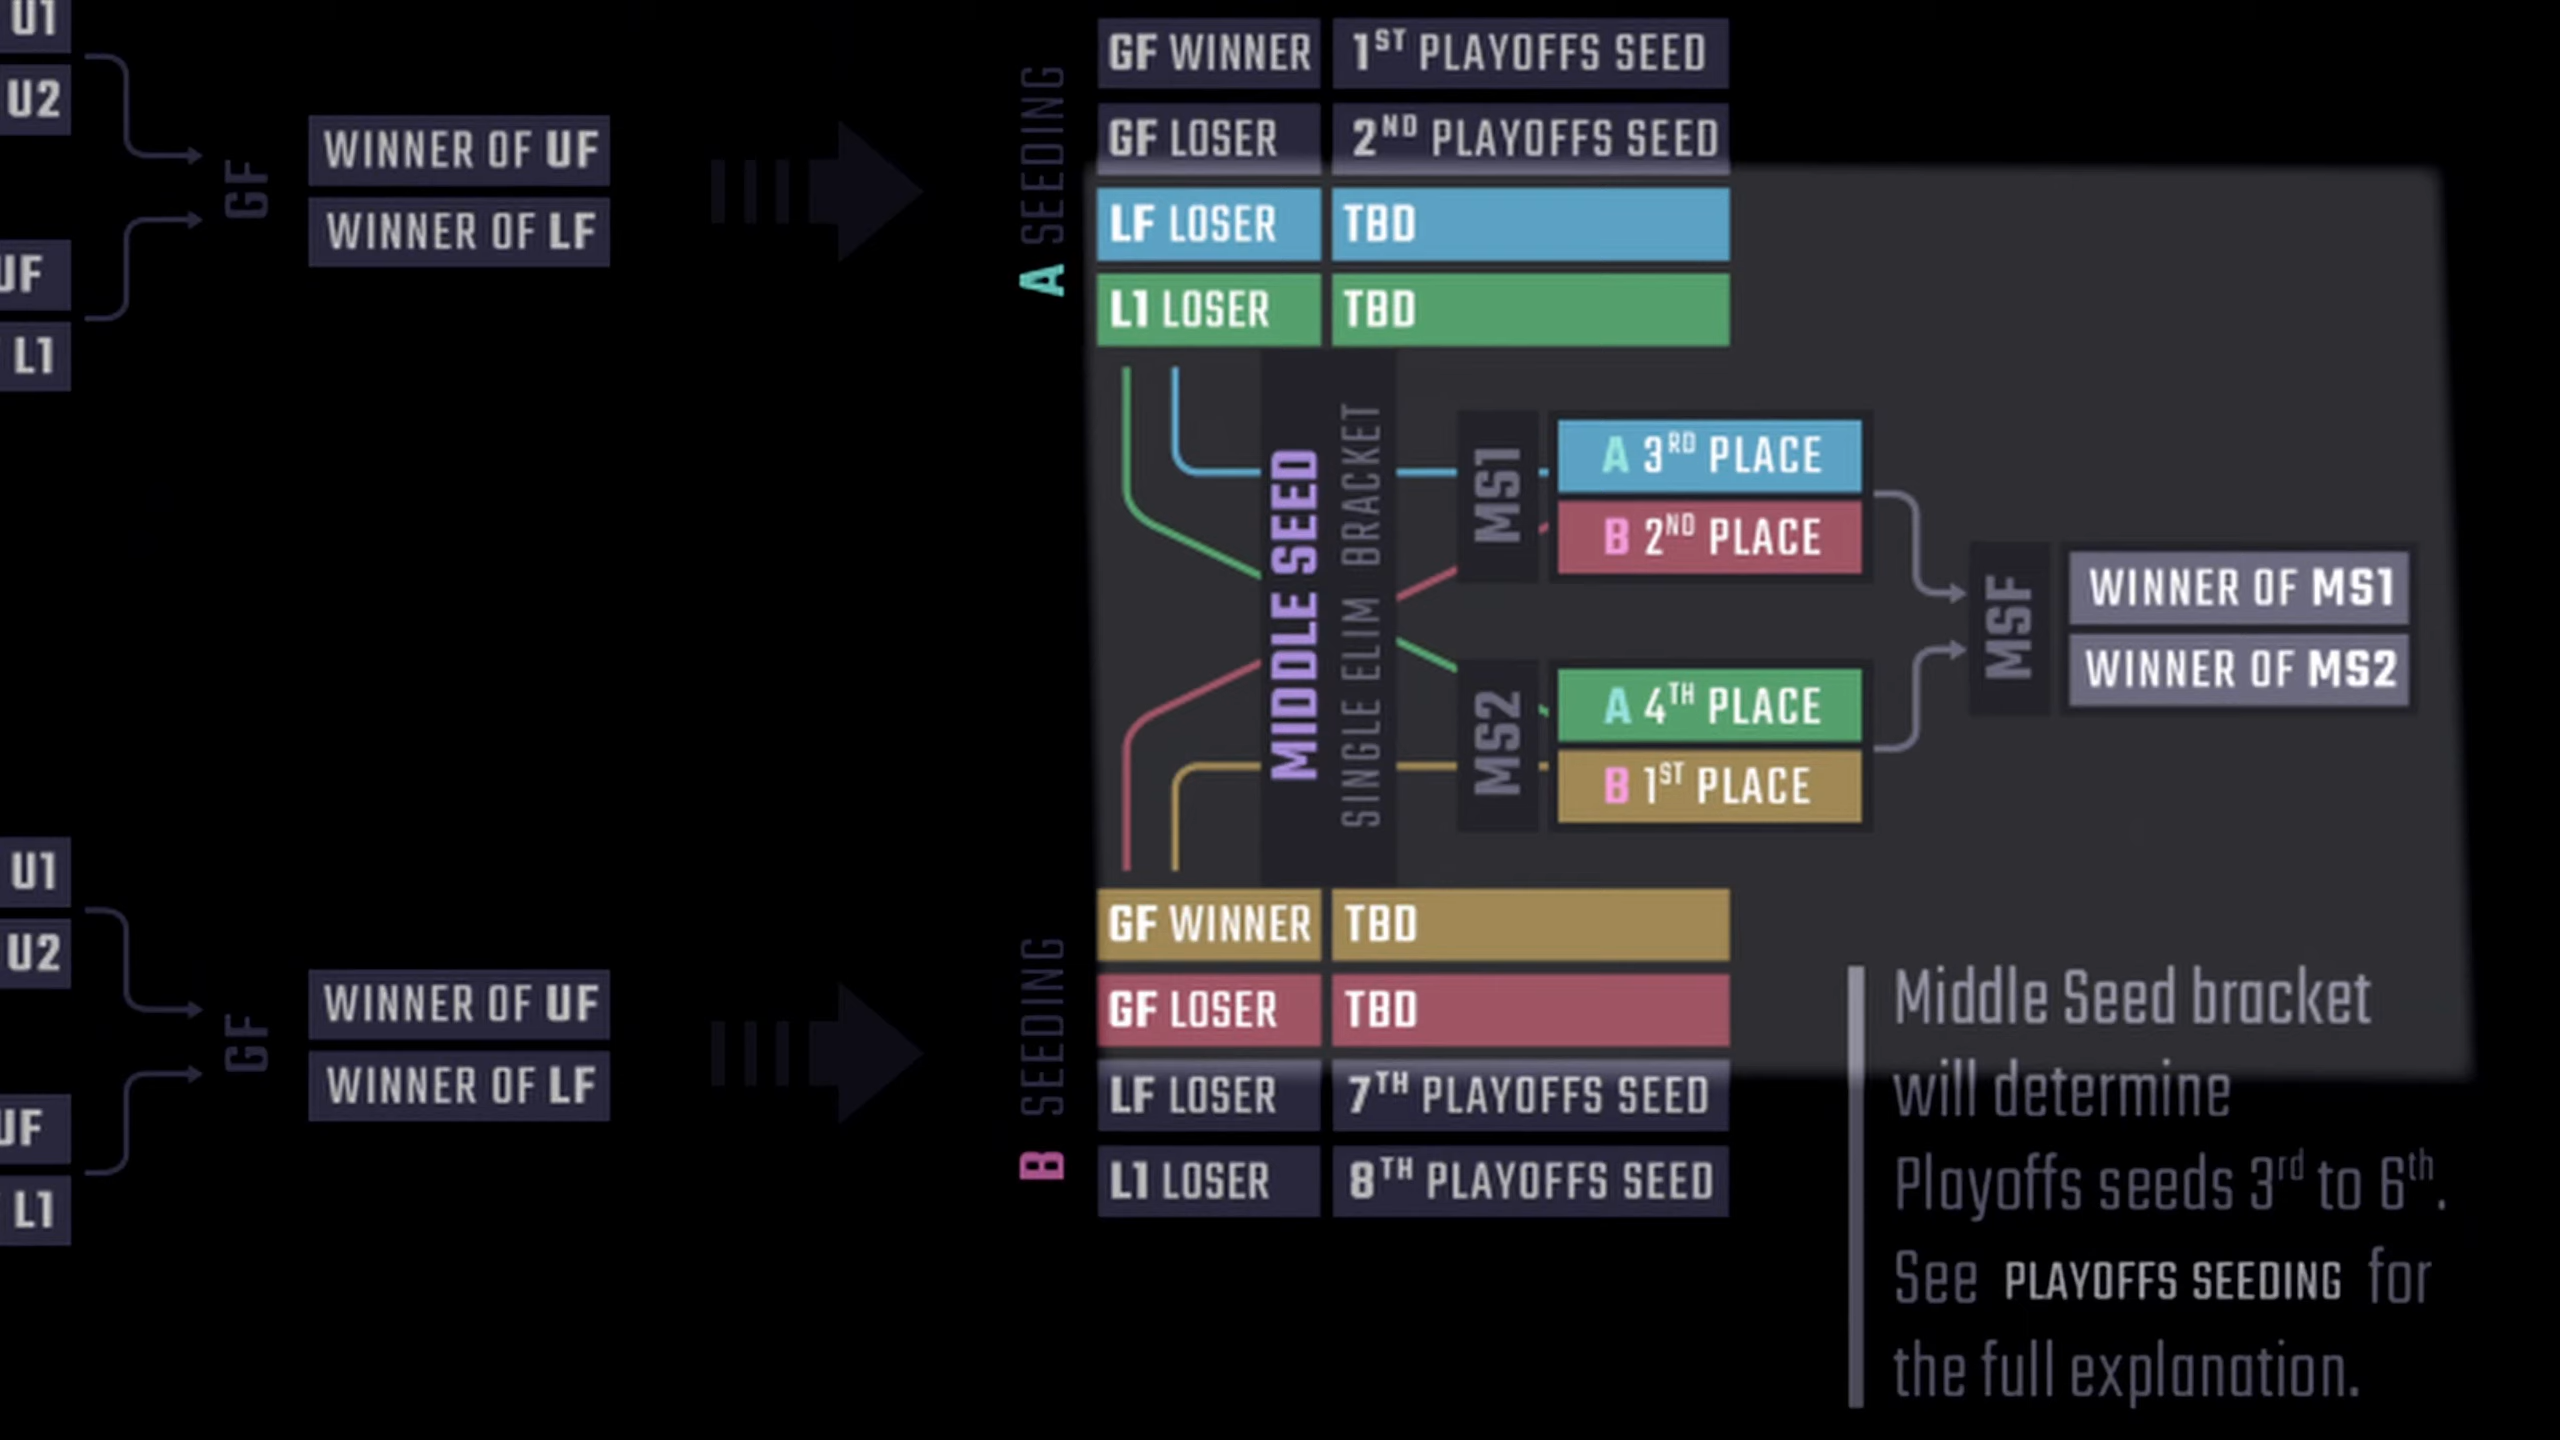 U1
U2
GF
WINNER OF UF
WINNER OF LF
UF
L1
A SEEDING
GF WINNER 1ST PLAYOFFS SEED
GF LOSER 2ND PLAYOFFS SEED
LF LOSER TBD
L1 LOSER TBD
MIDDLE SEED
SINGLE ELIM BRACKET
MS1
A 3RD PLACE
B 2ND PLACE
MS2
A 4TH PLACE
B 1ST PLACE
MSF
WINNER OF MS1
WINNER OF MS2
U1
U2
GF
WINNER OF UF
WINNER OF LF
UF
L1
B SEEDING
GF WINNER TBD
GF LOSER TBD
LF LOSER 7TH PLAYOFFS SEED
L1 LOSER 8TH PLAYOFFS SEED
Middle Seed bracket
will determine
Playoffs seeds 3rd to 6th.
See PLAYOFFS SEEDING for
the full explanation.